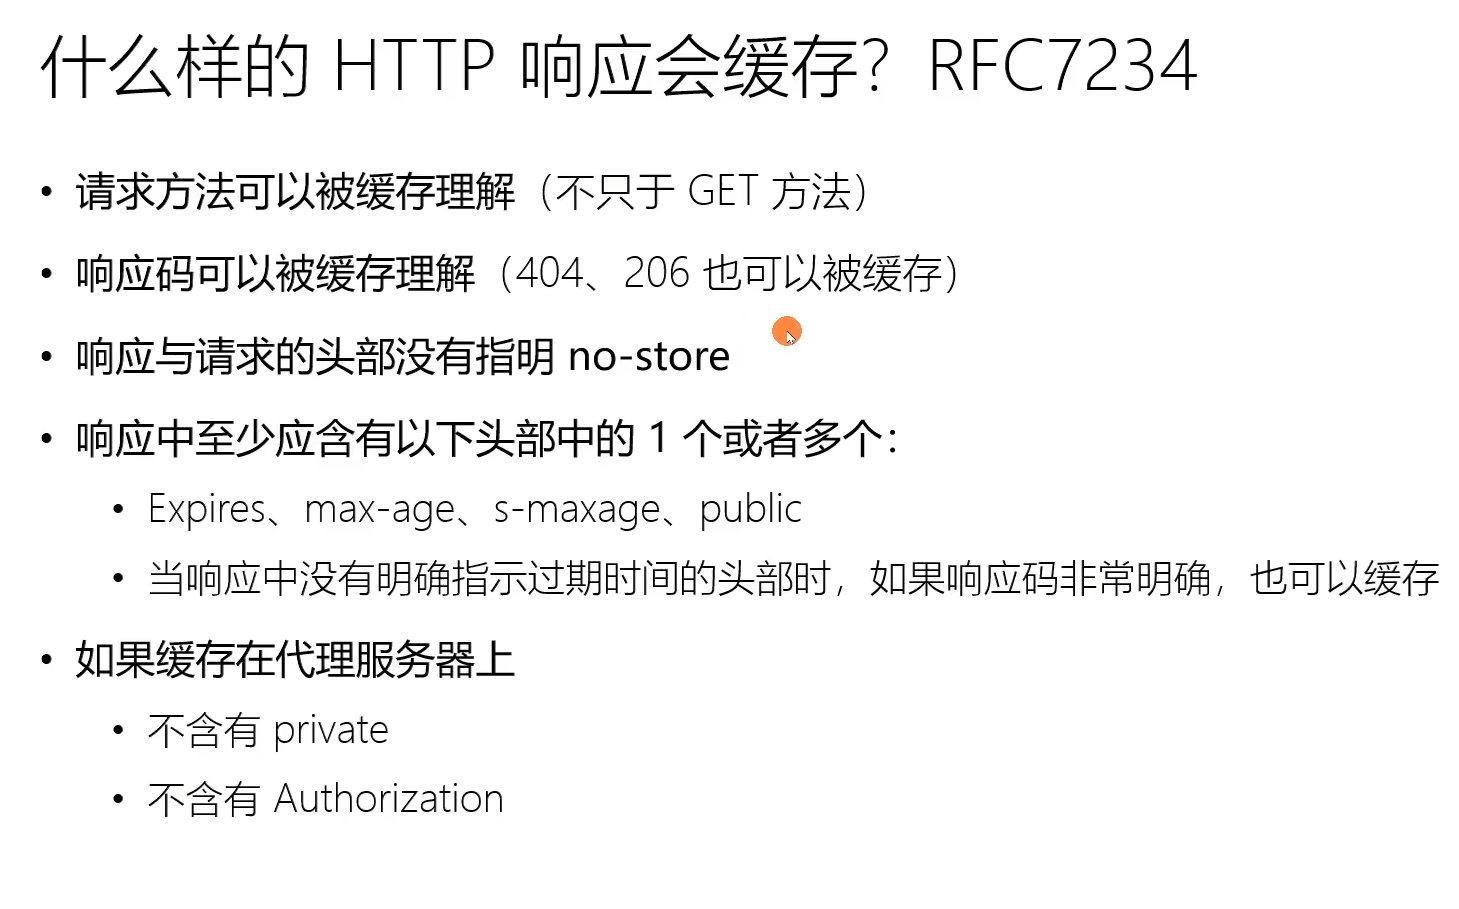 什么样的 HTTP 响应会缓存？RFC7234
• 请求方法可以被缓存理解（不只于 GET 方法）
• 响应码可以被缓存理解（404、206 也可以被缓存）
• 响应与请求的头部没有指明 no-store
• 响应中至少应含有以下头部中的 1 个或者多个：
• Expires、max-age、s-maxage、public
• 当响应中没有明确指示过期时间的头部时，如果响应码非常明确，也可以缓存
• 如果缓存在代理服务器上
• 不含有 private
• 不含有 Authorization